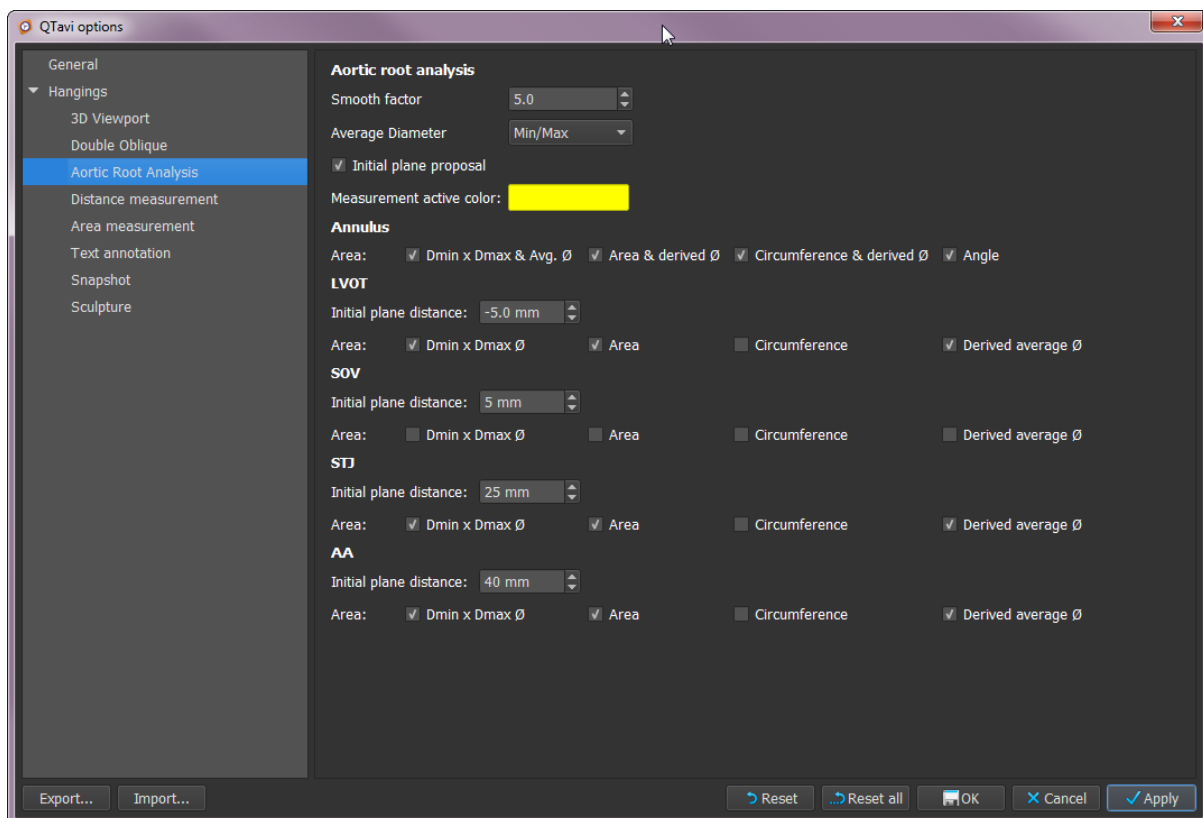 QTavi options
General
Hangings
3D Viewport
Double Oblique
Aortic Root Analysis
Distance measurement
Area measurement
Text annotation
Snapshot
Sculpture
Aortic root analysis
Smooth factor 5.0
Average Diameter Min/Max
Initial plane proposal
Measurement active color:
Annulus
Area: Dmin x Dmax & Avg. Ø Area & derived Ø Circumference & derived Ø Angle
LVOT
Initial plane distance: -5.0 mm
Area: Dmin x Dmax Ø Area Circumference Derived average Ø
SOV
Initial plane distance: 5 mm
Area: Dmin x Dmax Ø Area Circumference Derived average Ø
STJ
Initial plane distance: 25 mm
Area: Dmin x Dmax Ø Area Circumference Derived average Ø
AA
Initial plane distance: 40 mm
Area: Dmin x Dmax Ø Area Circumference Derived average Ø
Export... Import... Reset Reset all OK Cancel Apply